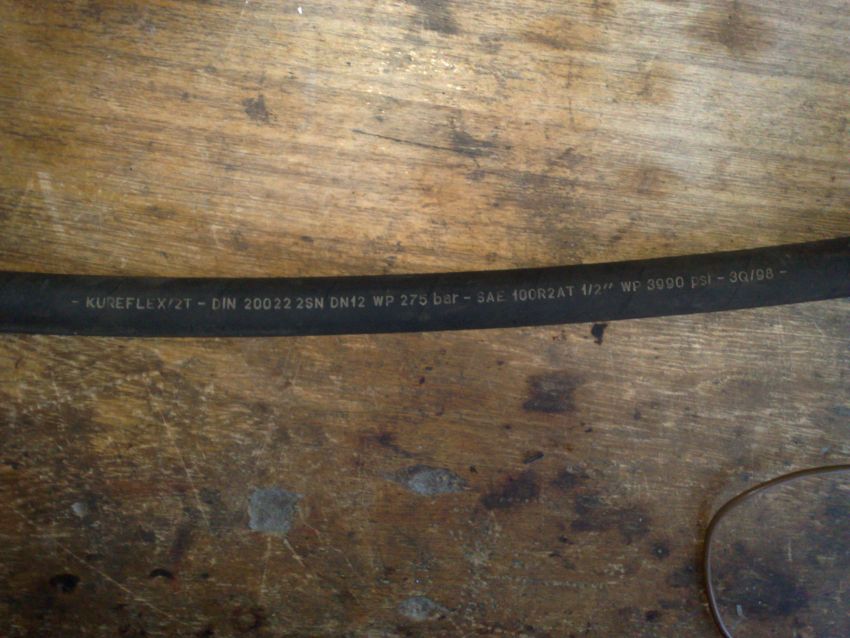 - KUREFLEX/2T - DIN 20022 2SN DN12 WP 275 bar - SAE 100R2AT 1/2" WP 3990 psi - 3Q/98 -